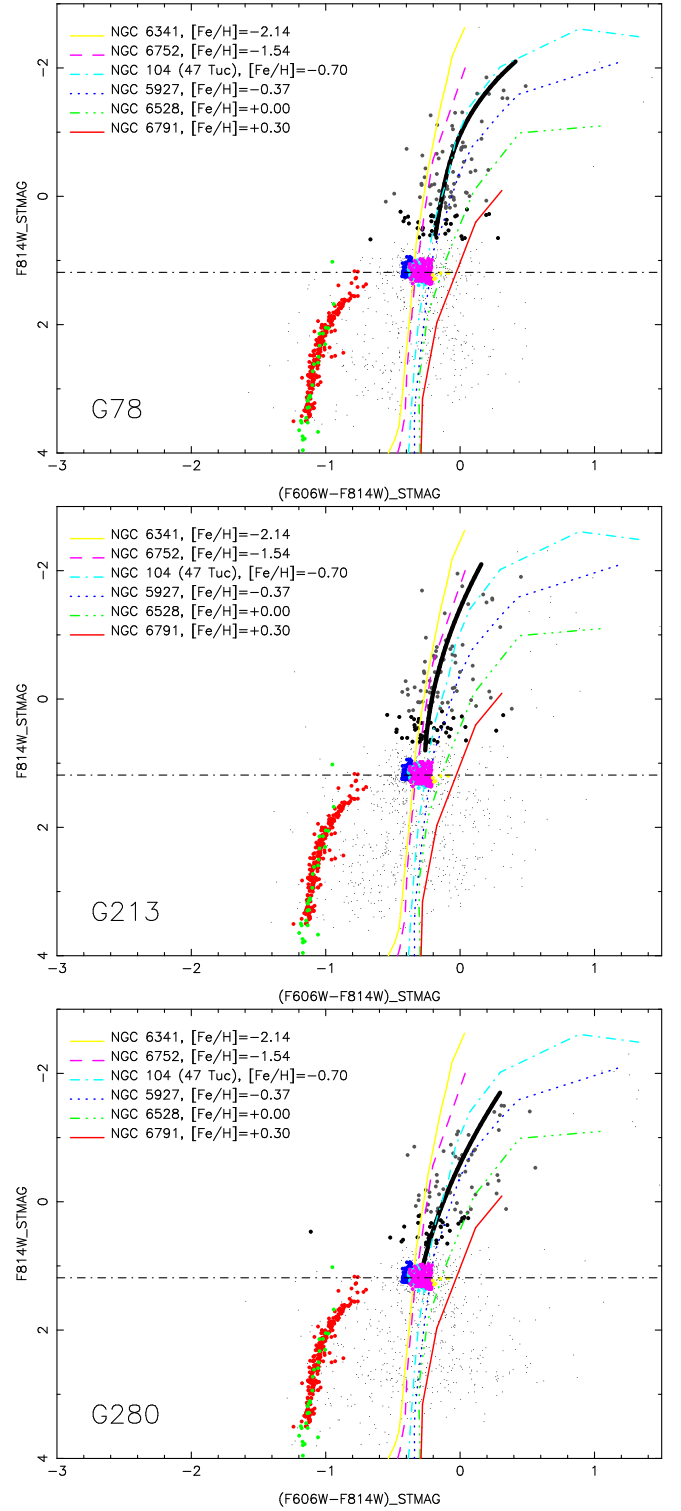 NGC 6341, [Fe/H]=−2.14
NGC 6752, [Fe/H]=−1.54
NGC 104 (47 Tuc), [Fe/H]=−0.70
NGC 5927, [Fe/H]=−0.37
NGC 6528, [Fe/H]=+0.00
NGC 6791, [Fe/H]=+0.30
−2
0
2
4
F814W_STMAG
G78
−3
−2
−1
0
1
(F606W−F814W)_STMAG
NGC 6341, [Fe/H]=−2.14
NGC 6752, [Fe/H]=−1.54
NGC 104 (47 Tuc), [Fe/H]=−0.70
NGC 5927, [Fe/H]=−0.37
NGC 6528, [Fe/H]=+0.00
NGC 6791, [Fe/H]=+0.30
−2
0
2
4
F814W_STMAG
G213
−3
−2
−1
0
1
(F606W−F814W)_STMAG
NGC 6341, [Fe/H]=−2.14
NGC 6752, [Fe/H]=−1.54
NGC 104 (47 Tuc), [Fe/H]=−0.70
NGC 5927, [Fe/H]=−0.37
NGC 6528, [Fe/H]=+0.00
NGC 6791, [Fe/H]=+0.30
−2
0
2
4
F814W_STMAG
G280
−3
−2
−1
0
1
(F606W−F814W)_STMAG